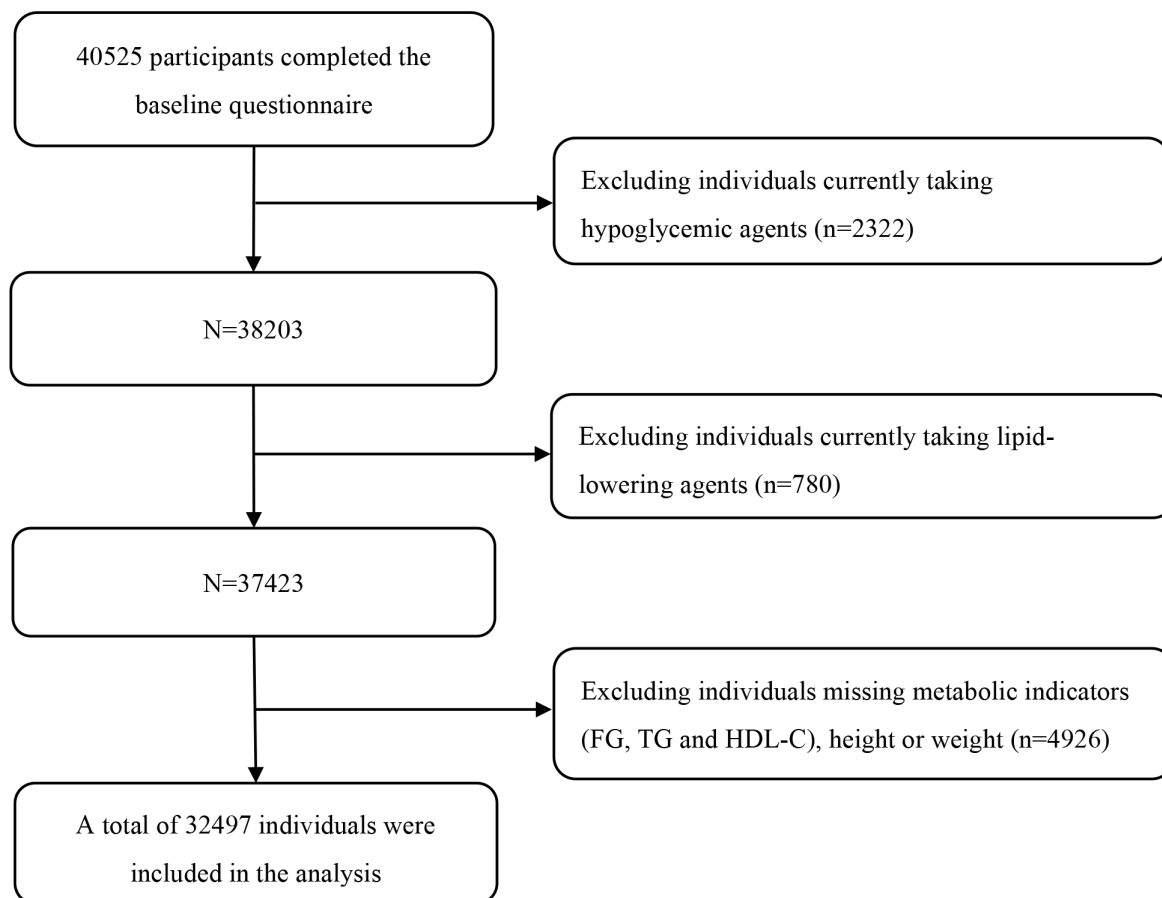 40525 participants completed the
baseline questionnaire
Excluding individuals currently taking
hypoglycemic agents (n=2322)
N=38203
Excluding individuals currently taking lipid-
lowering agents (n=780)
N=37423
Excluding individuals missing metabolic indicators
(FG, TG and HDL-C), height or weight (n=4926)
A total of 32497 individuals were
included in the analysis